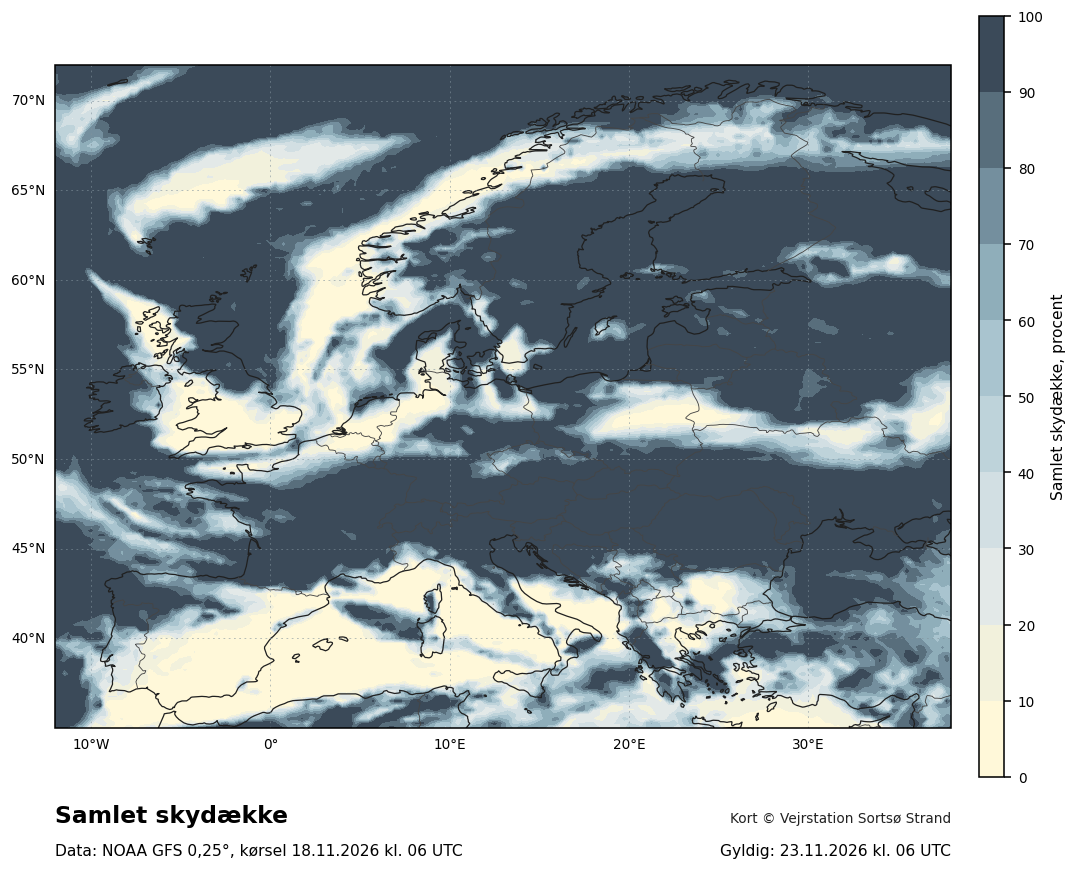 100
90
80
70
60
50
40
30
20
10
0
Samlet skydække, procent
70°N
65°N
60°N
55°N
50°N
45°N
40°N
10°W
0°
10°E
20°E
30°E
Samlet skydække
Kort © Vejrstation Sortsø Strand
Data: NOAA GFS 0,25°, kørsel 18.11.2026 kl. 06 UTC
Gyldig: 23.11.2026 kl. 06 UTC